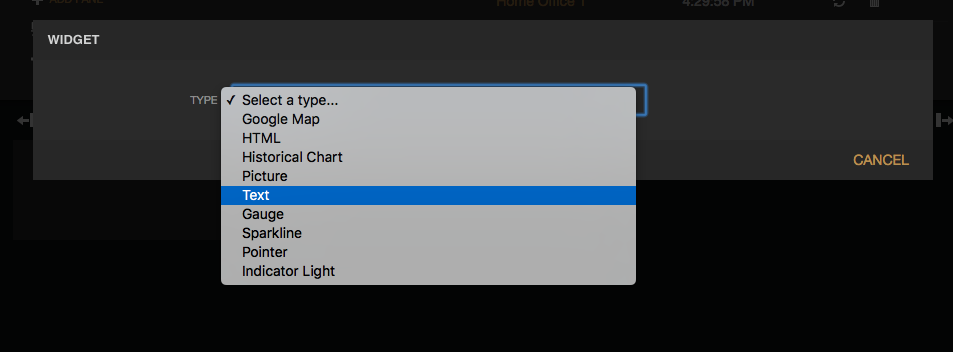 ADD PANE
Home Office 1
4:29:58 PM
WIDGET
TYPE
✓ Select a type...
Google Map
HTML
Historical Chart
Picture
Text
Gauge
Sparkline
Pointer
Indicator Light
CANCEL